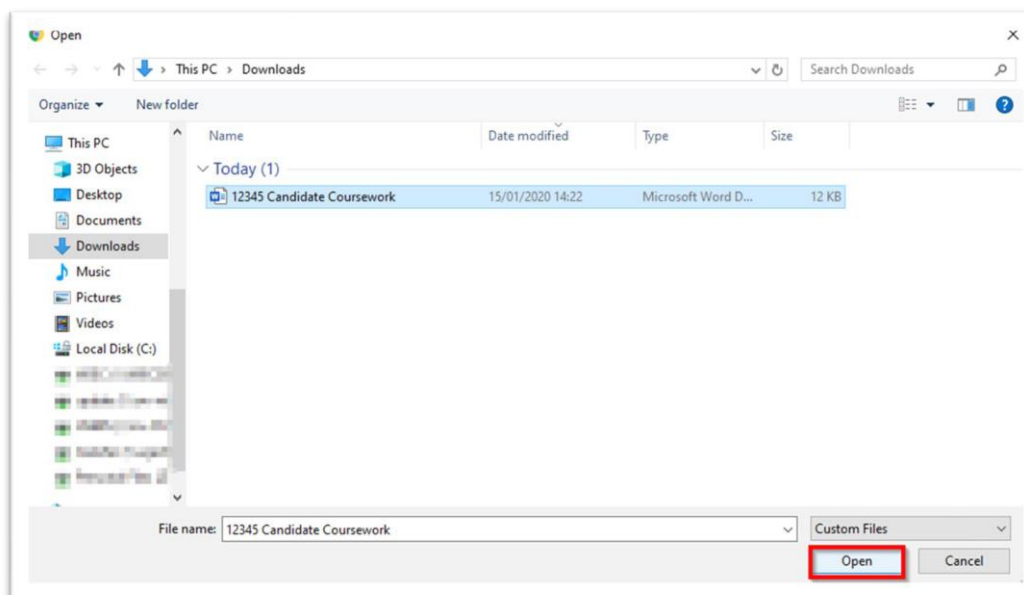 Open
This PC > Downloads
Search Downloads
Organize
New folder
Name
Date modified
Type
Size
This PC
3D Objects
Desktop
Documents
Downloads
Music
Pictures
Videos
Local Disk (C:)
Today (1)
12345 Candidate Coursework 15/01/2020 14:22 Microsoft Word D... 12 KB
File name: 12345 Candidate Coursework
Custom Files
Open
Cancel